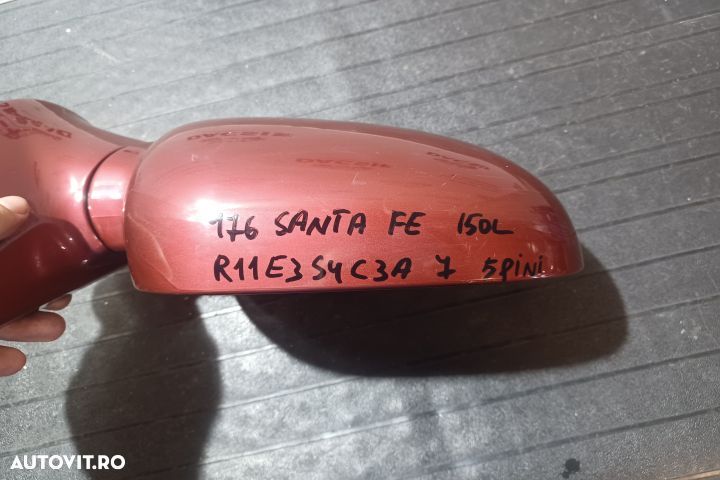 176 SANTA FE 150L
R11E3S4C3A 7 5PINI
AUTOVIT.RO